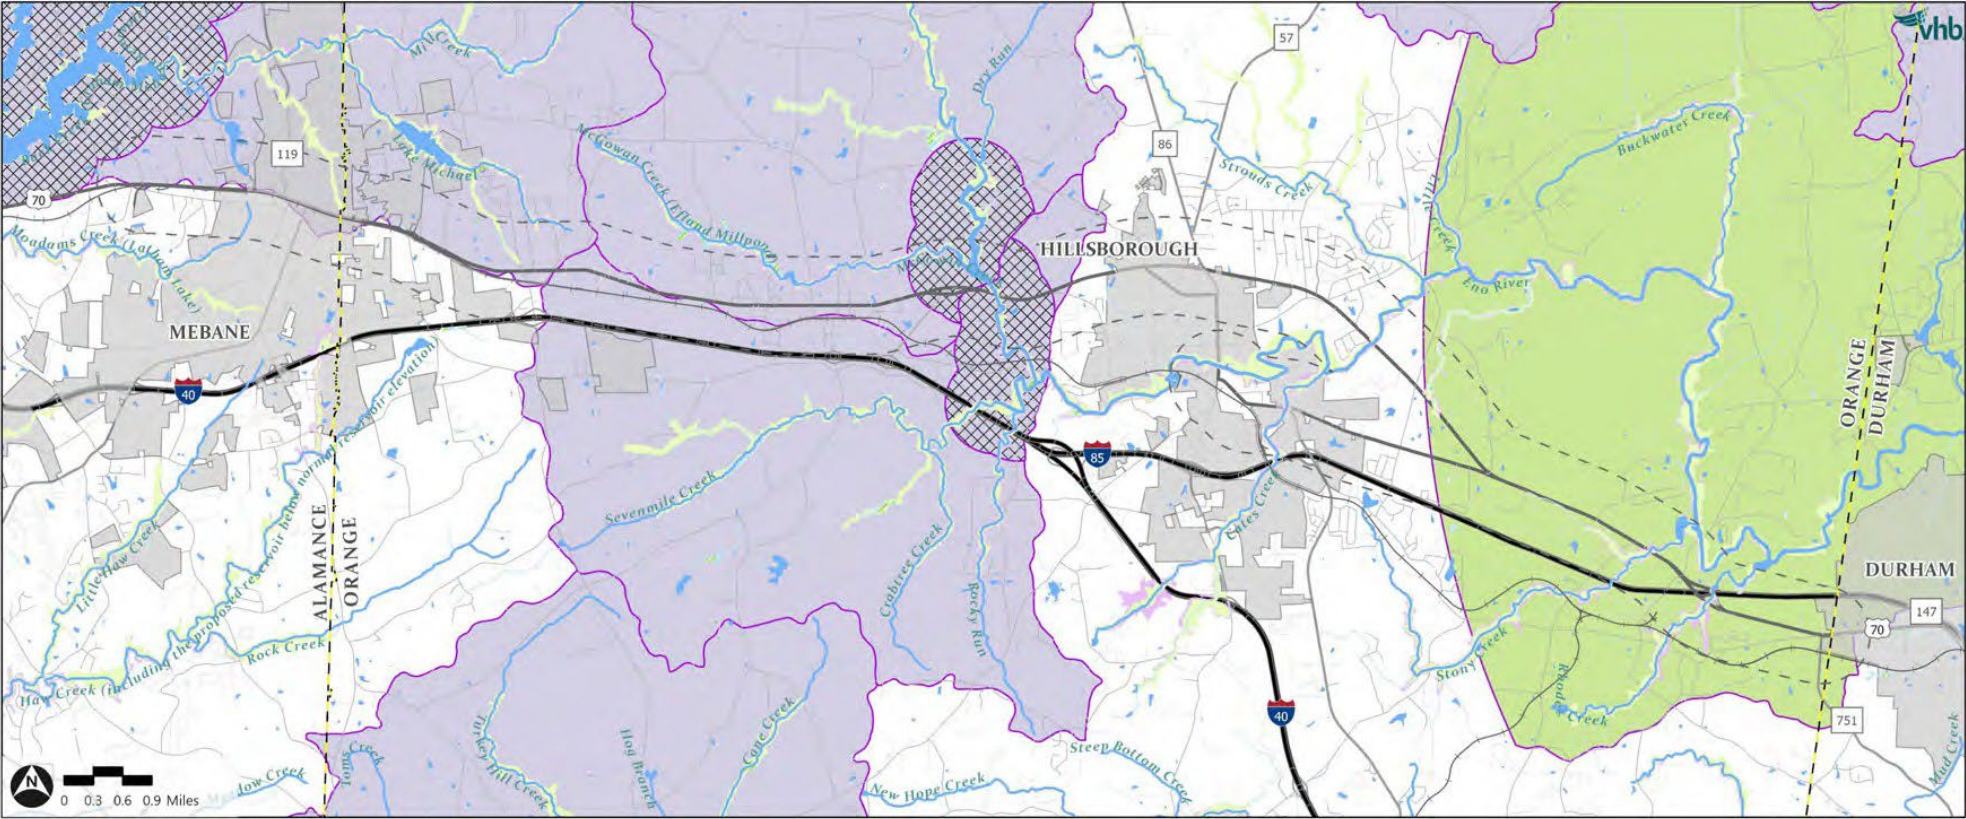 vhb
57
Mill Creek
Dry Run
86
119
Lake Michael
Buckwater Creek
McGowan Creek (Efland Millpond)
Strouds Creek
70
Moadams Creek (Latham Lake)
HILLSBOROUGH
Creek
Eno River
MEBANE
40
Haw Creek (including the proposed reservoir below normal reservoir elevation)
ORANGE
DURHAM
85
Sevenmile Creek
Cates Creek
Little Haw Creek
ALAMANCE
ORANGE
Crabtree Creek
Rocky Run
DURHAM
147
70
Rock Creek
Stony Creek
Rhodes Creek
40
751
Turkey Hill Creek
Hog Branch
Cane Creek
Toms Creek
Steep Bottom Creek
New Hope Creek
Mud Creek
Creek
N
0 0.3 0.6 0.9 Miles